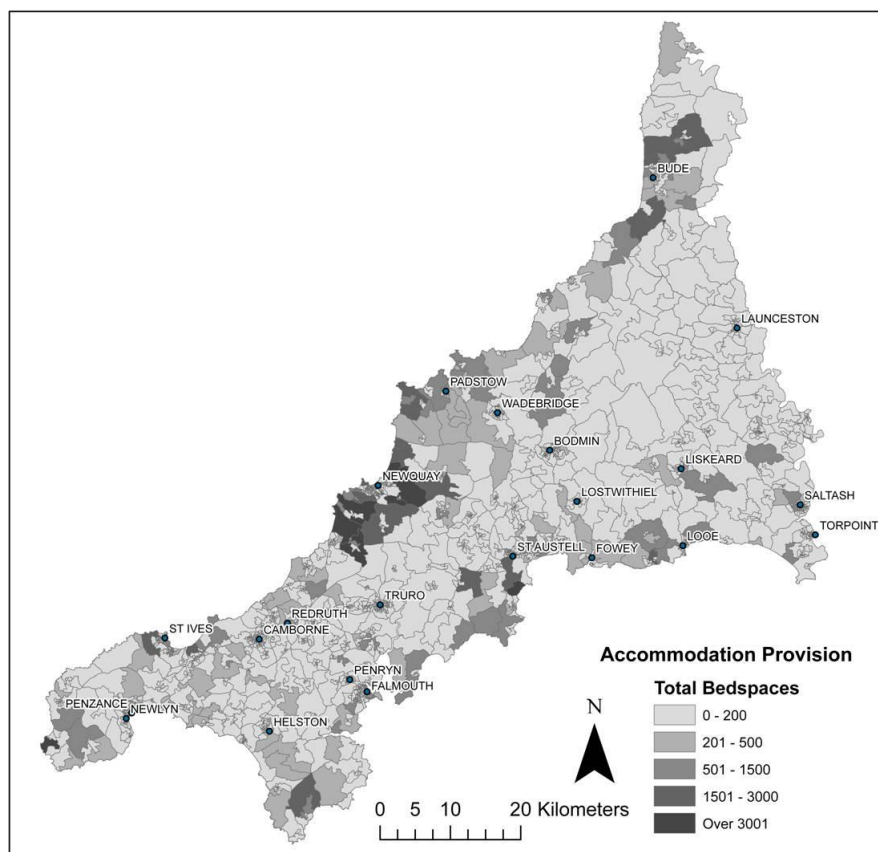 BUDE
LAUNCESTON
PADSTOW
WADEBRIDGE
BODMIN
LISKEARD
NEWQUAY
LOSTWITHIEL
SALTASH
TORPOINT
ST AUSTELL
FOWEY
LOOE
TRURO
REDRUTH
ST IVES
CAMBORNE
PENRYN
FALMOUTH
PENZANCE
NEWLYN
HELSTON
Accommodation Provision
Total Bedspaces
N
0 - 200
201 - 500
501 - 1500
1501 - 3000
Over 3001
0 5 10 20 Kilometers